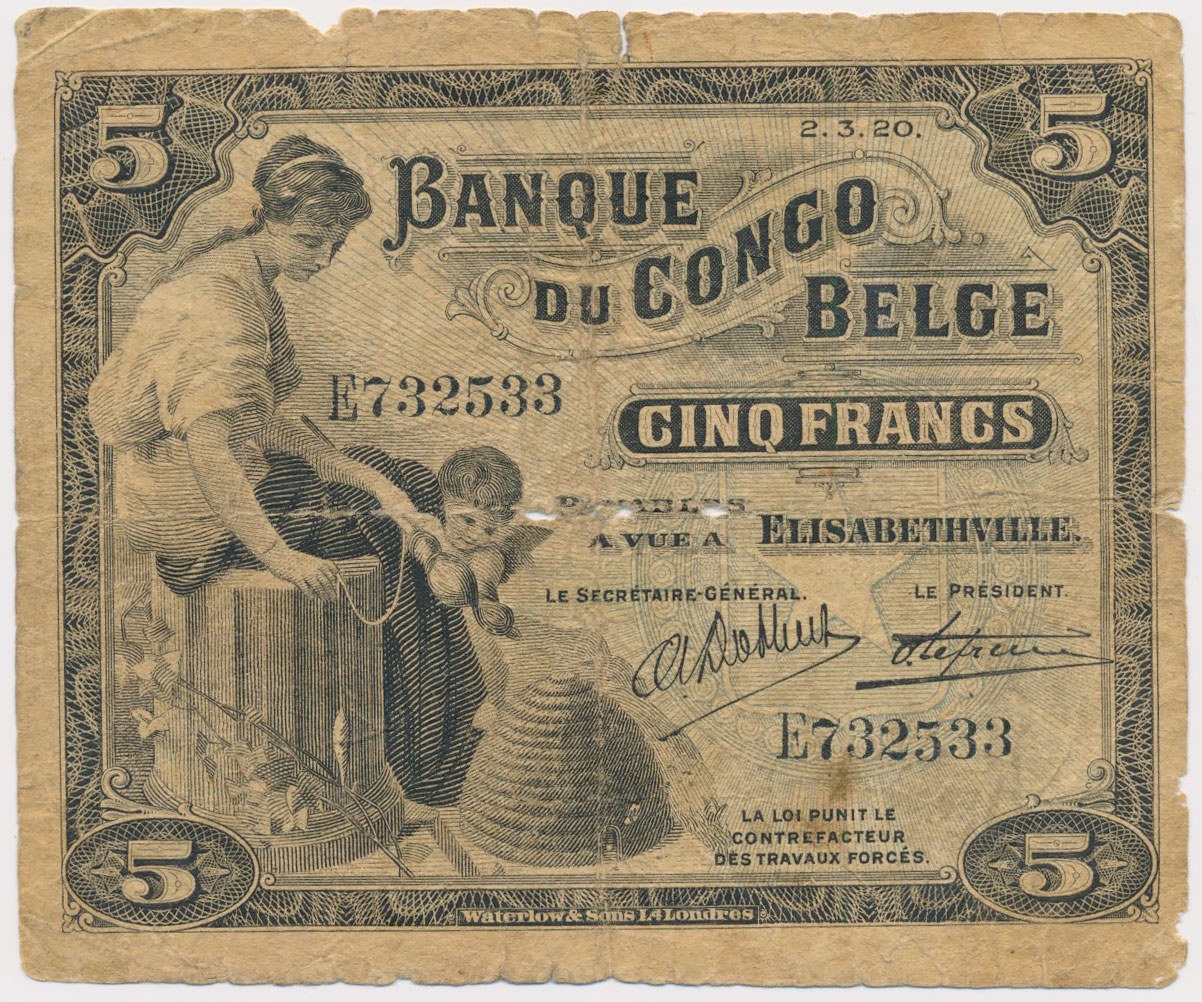 5
5
2.3.20.
BANQUE
DU CONGO
BELGE
E732533
CINQ FRANCS
PAYABLES
A VUE A ELISABETHVILLE.
LE SECRÉTAIRE-GÉNÉRAL.
LE PRÉSIDENT.
E732533
LA LOI PUNIT LE
CONTREFACTEUR
DES TRAVAUX FORCÉS.
5
5
Waterlow & Sons Ld Londres